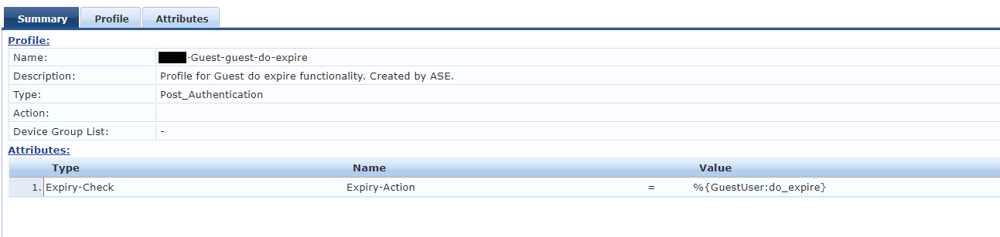 Summary Profile Attributes
Profile:
Name: -Guest-guest-do-expire
Description: Profile for Guest do expire functionality. Created by ASE.
Type: Post_Authentication
Action:
Device Group List: -
Attributes:
Type Name Value
1. Expiry-Check Expiry-Action = %{GuestUser:do_expire}